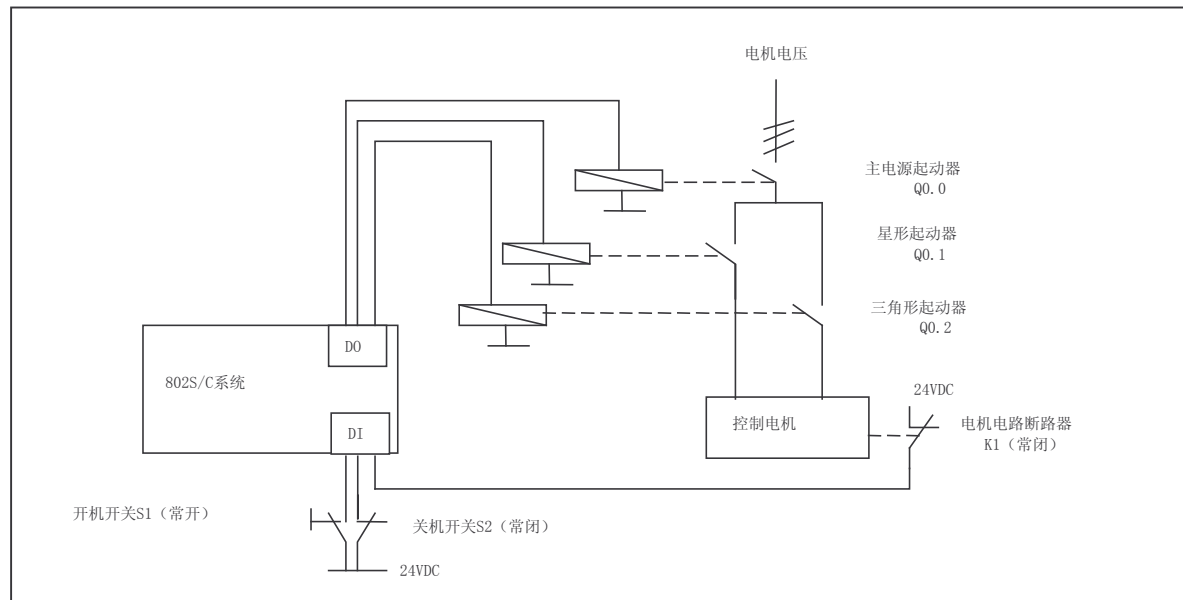 电机电压
主电源起动器
Q0.0
星形起动器
Q0.1
三角形起动器
Q0.2
DO
802S/C系统
24VDC
控制电机
电机电路断路器
K1（常闭）
DI
开机开关S1（常开）
关机开关S2（常闭）
24VDC